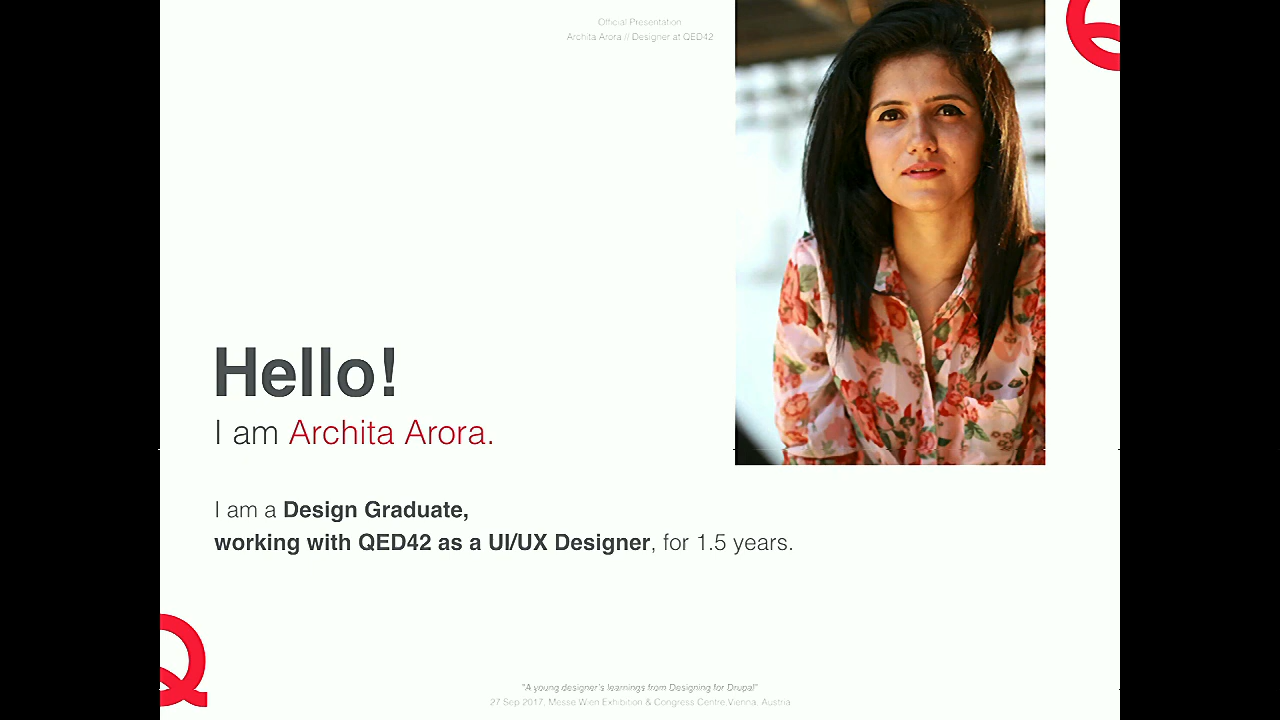 Official Presentation
Archita Arora // Designer at QED42
Hello!
I am Archita Arora.
I am a Design Graduate,
working with QED42 as a UI/UX Designer, for 1.5 years.
"A young designer's learnings from Designing for Drupal"
27 Sep 2017, Messe Wien Exhibition & Congress Centre Vienna, Austria